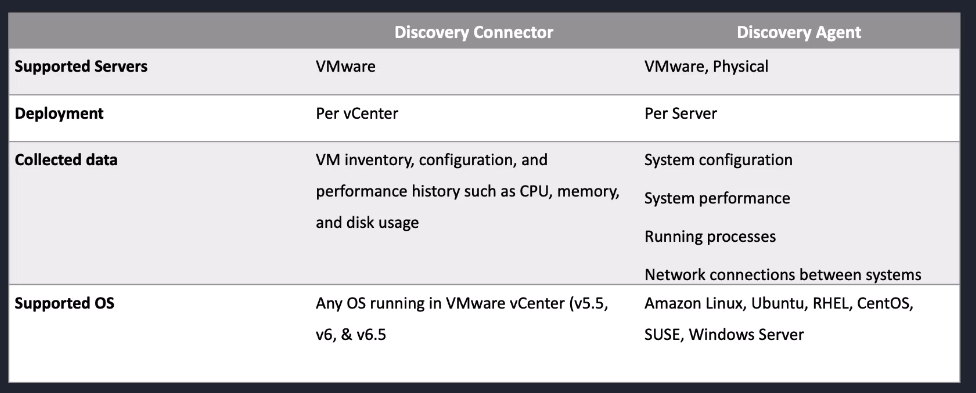 Discovery Connector Discovery Agent
Supported Servers VMware VMware, Physical
Deployment Per vCenter Per Server
Collected data VM inventory, configuration, and System configuration
performance history such as CPU, memory, System performance
and disk usage
Running processes
Network connections between systems
Supported OS Any OS running in VMware vCenter (v5.5, Amazon Linux, Ubuntu, RHEL, CentOS,
v6, & v6.5 SUSE, Windows Server